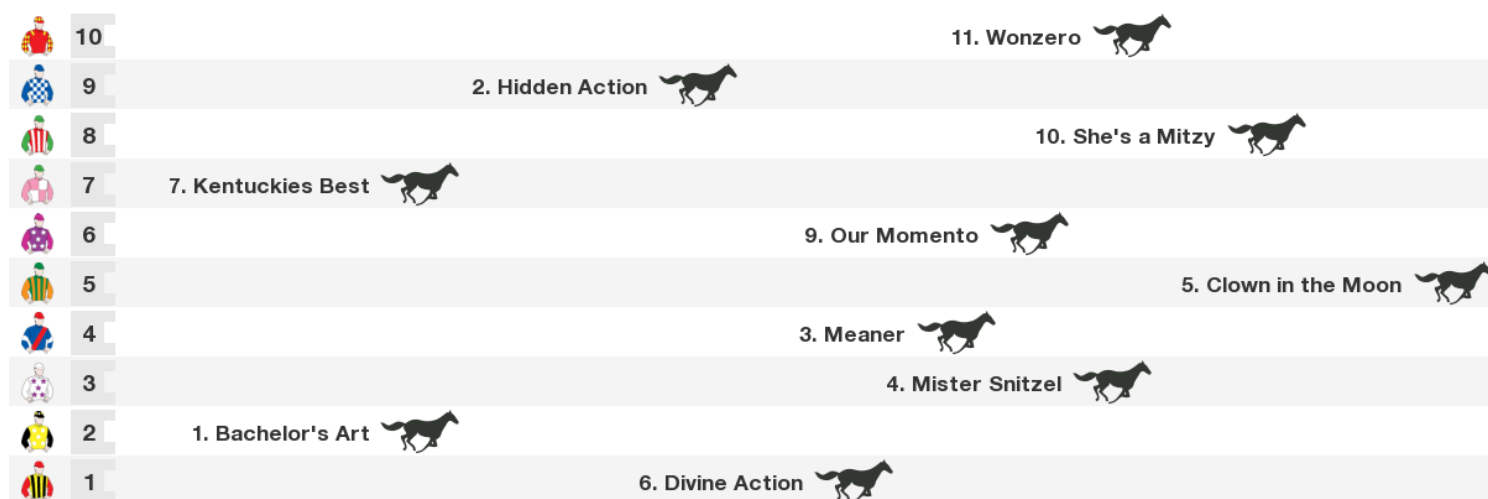 10 11. Wonzero
9 2. Hidden Action
8 10. She's a Mitzy
7 7. Kentuckies Best
6 9. Our Momento
5 5. Clown in the Moon
4 3. Meaner
3 4. Mister Snitzel
2 1. Bachelor's Art
1 6. Divine Action